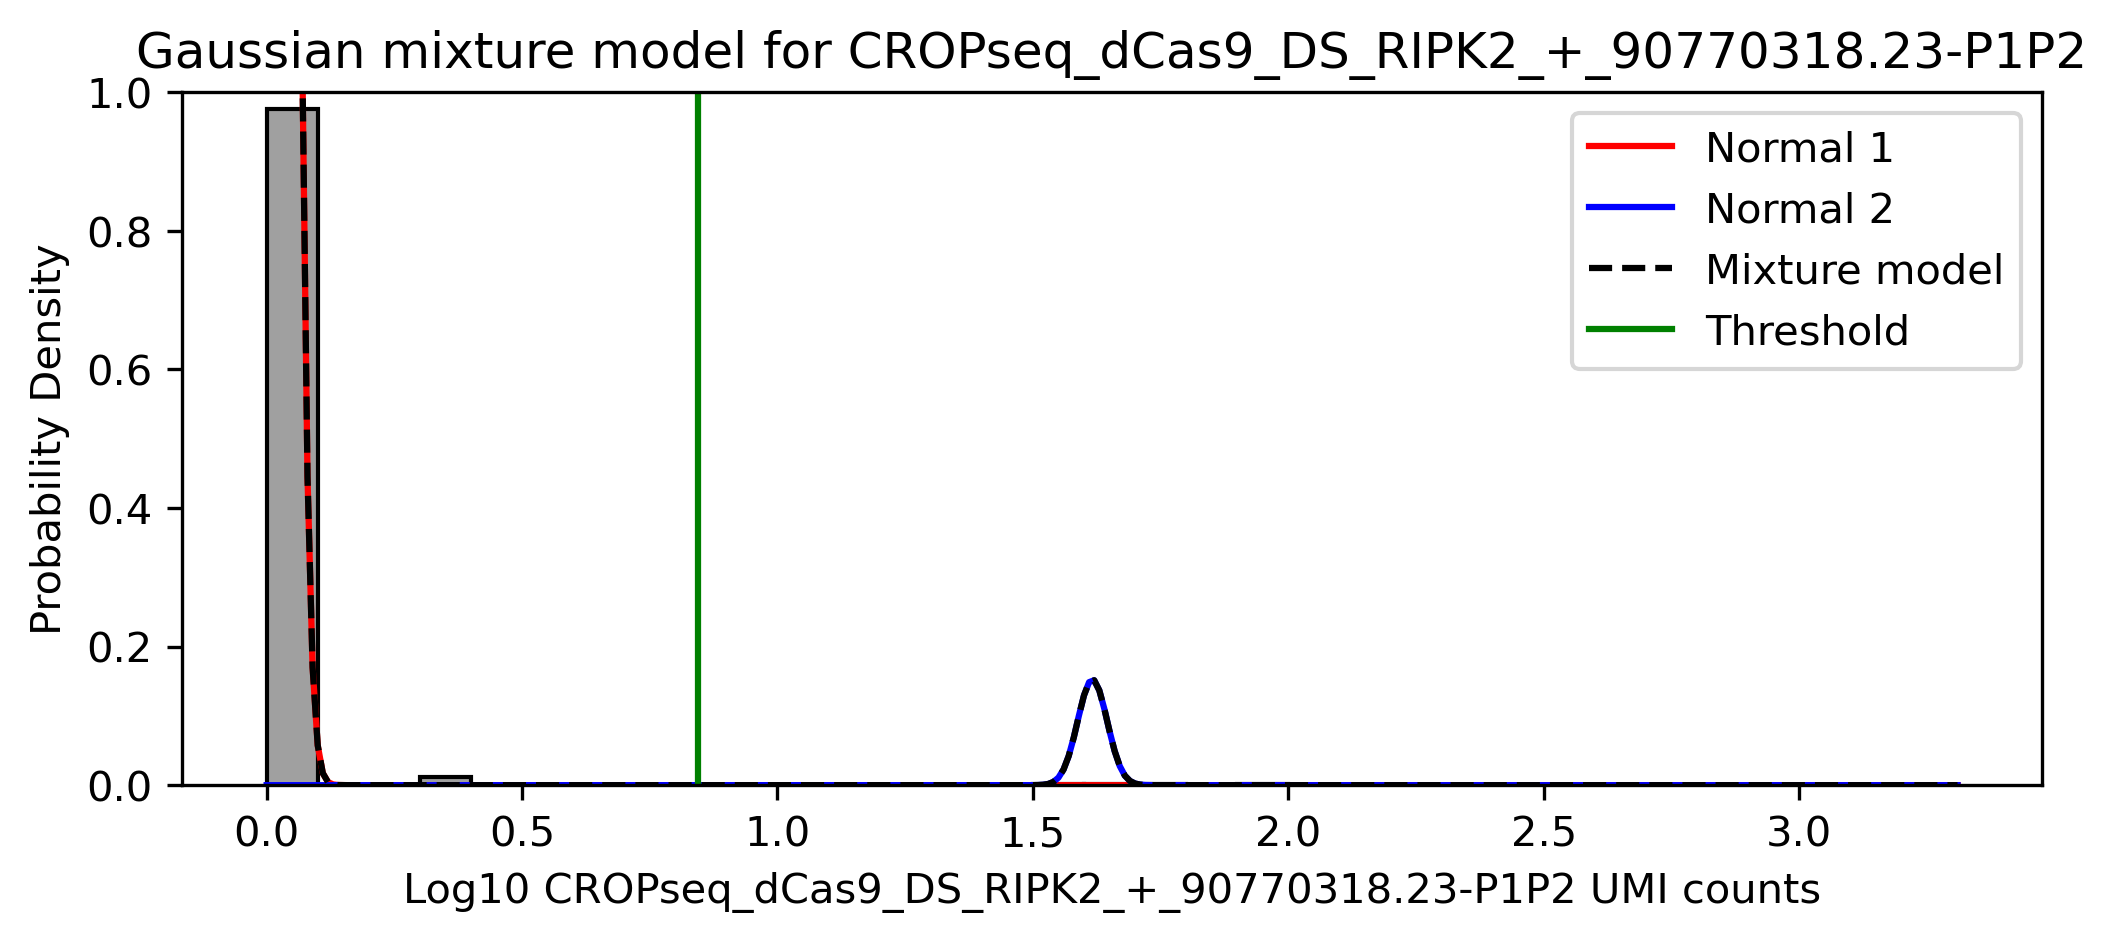 Gaussian mixture model for CROPseq_dCas9_DS_RIPK2_+_90770318.23-P1P2
1.0
0.8
0.6
0.4
0.2
0.0
Probability Density
Normal 1
Normal 2
Mixture model
Threshold
0.0 0.5 1.0 1.5 2.0 2.5 3.0
Log10 CROPseq_dCas9_DS_RIPK2_+_90770318.23-P1P2 UMI counts